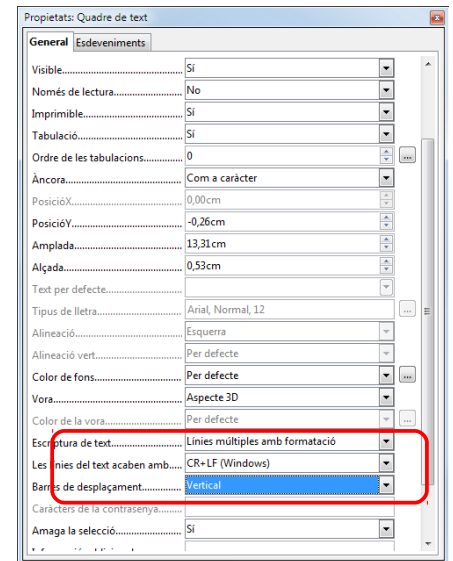 Propietats: Quadre de text
General Esdeveniments
Visible............................................ Sí
Només de lectura......................... No
Imprimible.................................... Sí
Tabulació....................................... Sí
Ordre de les tabulacions.............. 0 ...
Àncora............................................ Com a caràcter
PosicióX......................................... 0,00cm
PosicióY......................................... -0,26cm
Amplada........................................ 13,31cm
Alçada............................................ 0,53cm
Text per defecte............................
Tipus de lletra............................... Arial, Normal, 12 ...
Alineació........................................ Esquerra
Alineació vert................................ Per defecte
Color de fons................................. Per defecte ...
Vora................................................ Aspecte 3D
Color de la vora............................. Per defecte ...
Escriptura de text.......................... Línies múltiples amb formatació
Les línies del text acaben amb..... CR+LF (Windows)
Barres de desplaçament............... Vertical
Caràcters de la contrasenya.........
Amaga la selecció......................... Sí